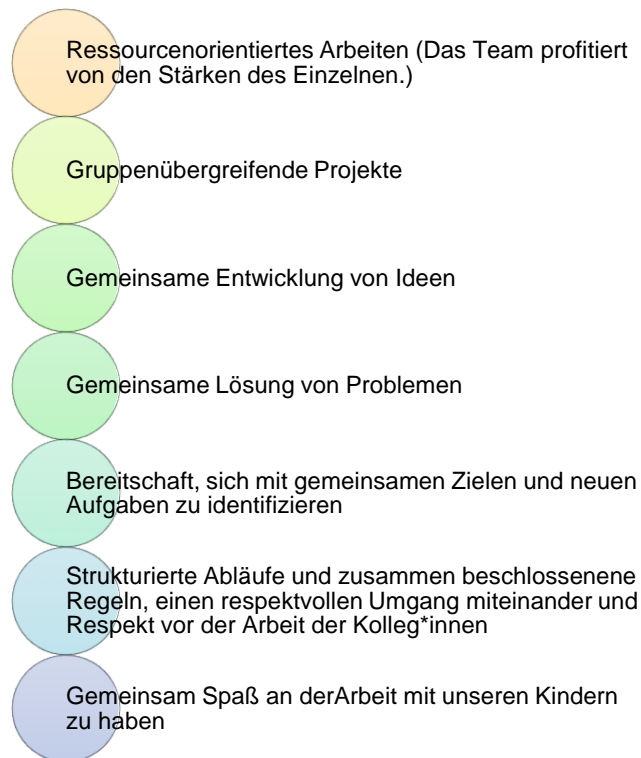 Ressourcenorientiertes Arbeiten (Das Team profitiert
von den Stärken des Einzelnen.)
Gruppenübergreifende Projekte
Gemeinsame Entwicklung von Ideen
Gemeinsame Lösung von Problemen
Bereitschaft, sich mit gemeinsamen Zielen und neuen
Aufgaben zu identifizieren
Strukturierte Abläufe und zusammen beschlossenene
Regeln, einen respektvollen Umgang miteinander und
Respekt vor der Arbeit der Kolleg*innen
Gemeinsam Spaß an derArbeit mit unseren Kindern
zu haben